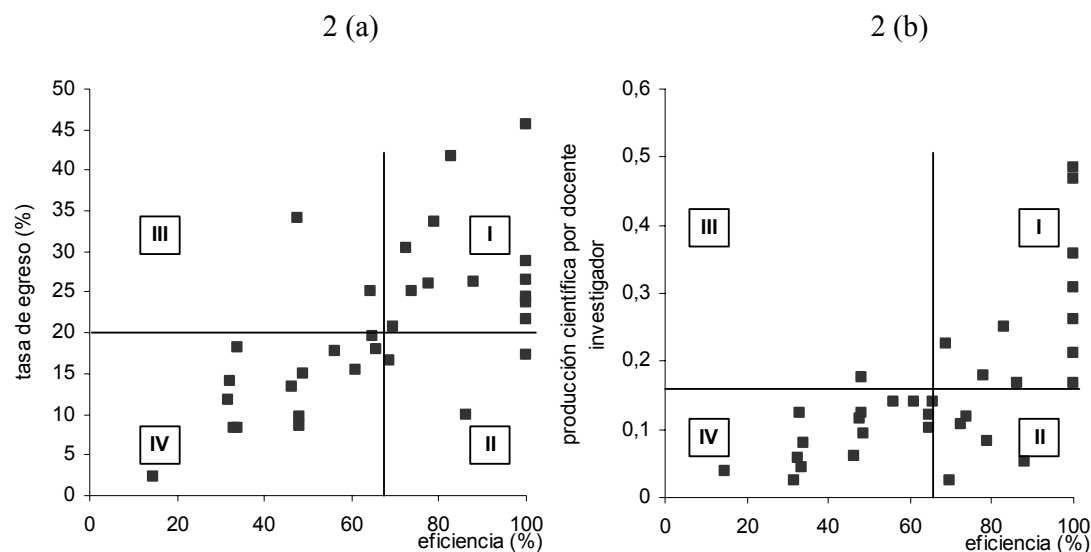 2 (a)
50
45
40
35
30
25
20
15
10
5
0
tasa de egreso (%)
III
I
IV
II
0
20
40
60
80
100
eficiencia (%)
2 (b)
0,6
0,5
0,4
0,3
0,2
0,1
0
producción científica por docente
investigador
III
I
IV
II
0
20
40
60
80
100
eficiencia (%)